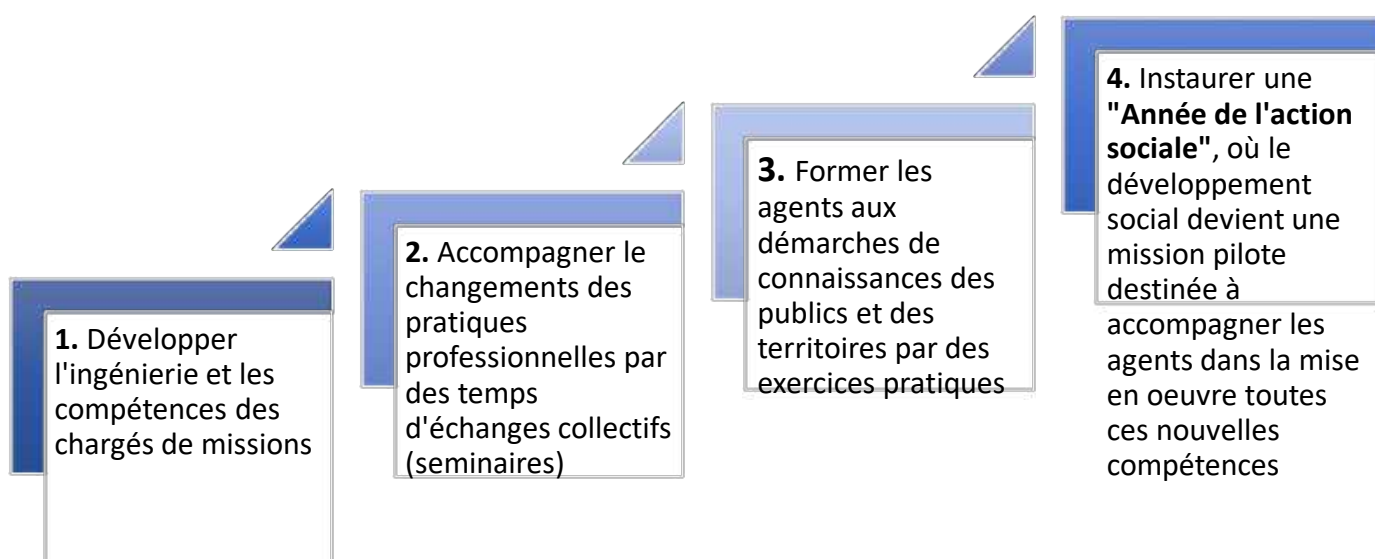 1. Développer
l'ingénierie et les
compétences des
chargés de missions
2. Accompagner le
changements des
pratiques
professionnelles par
des temps
d'échanges collectifs
(seminaires)
3. Former les
agents aux
démarches de
connaissances des
publics et des
territoires par des
exercices pratiques
4. Instaurer une
"Année de l'action
sociale", où le
développement
social devient une
mission pilote
destinée à
accompagner les
agents dans la mise
en oeuvre toutes
ces nouvelles
compétences